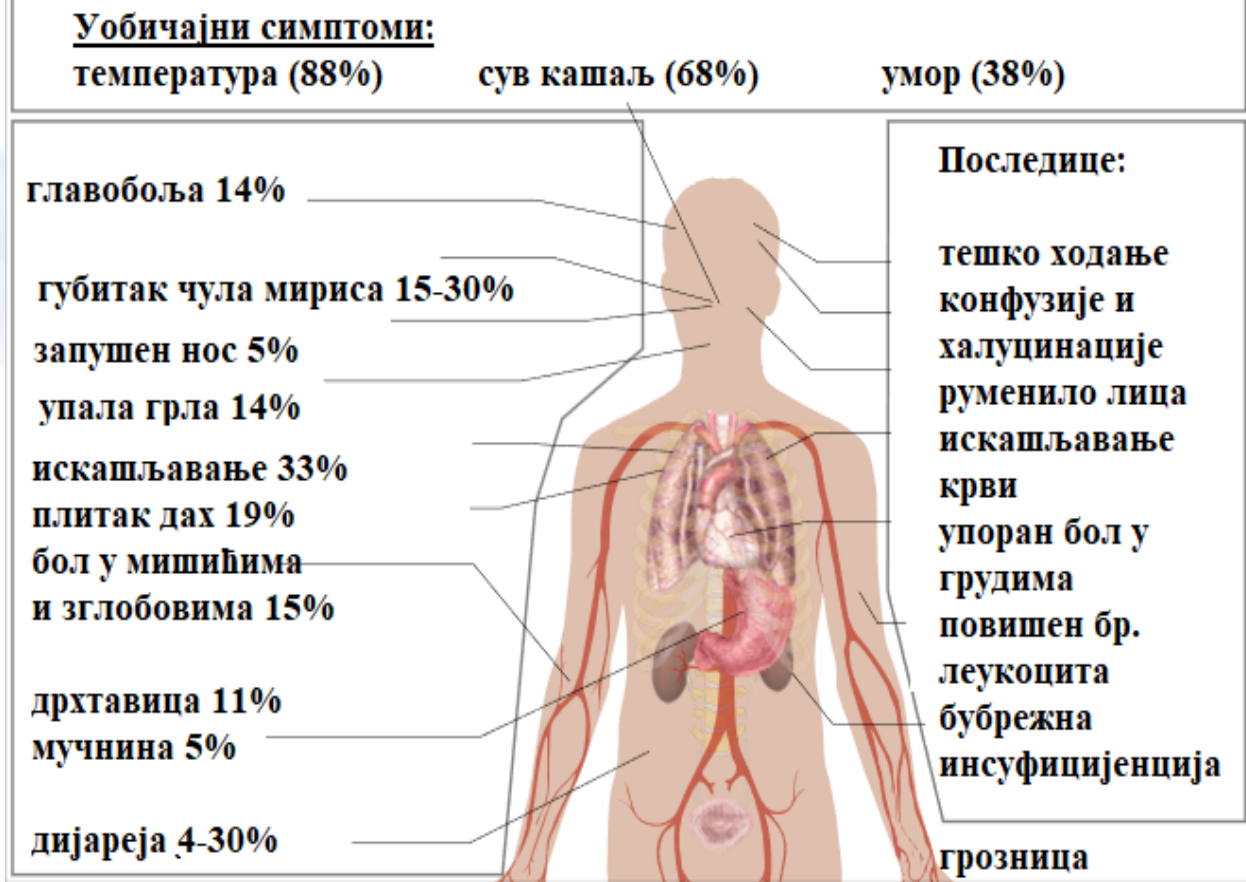 Уобичајни симптоми:
температура (88%) сув кашаљ (68%) умор (38%)
главобоља 14%
губитак чула мириса 15-30%
запушен нос 5%
упала грла 14%
искашљавање 33%
плитак дах 19%
бол у мишићима
и зглобовима 15%
дрхтавица 11%
мучнина 5%
дијареја 4-30%
Последице:
тешко ходање
конфузије и
халуцинације
руменило лица
искашљавање
крви
упоран бол у
грудима
повишен бр.
леукоцита
бубрежна
инсуфицијенција
грозница